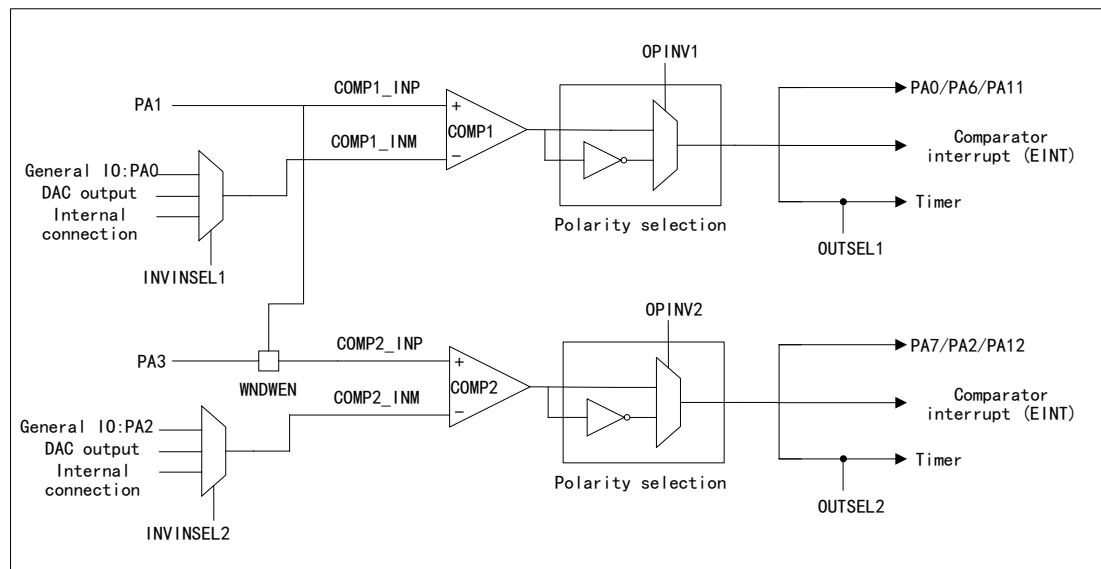 OPINV1
PA1
COMP1_INP
COMP1_INM
+
−
COMP1
PA0/PA6/PA11
Comparator
interrupt (EINT)
Timer
General IO:PA0
DAC output
Internal
connection
Polarity selection
OUTSEL1
INVINSEL1
OPINV2
PA3
COMP2_INP
WNDWEN
COMP2_INM
+
−
COMP2
PA7/PA2/PA12
Comparator
interrupt (EINT)
Timer
General IO:PA2
DAC output
Internal
connection
Polarity selection
OUTSEL2
INVINSEL2